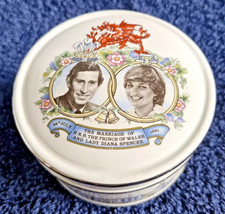 29th JULY
THE MARRIAGE OF
H.R.H. THE PRINCE OF WALES
AND LADY DIANA SPENCER
1981